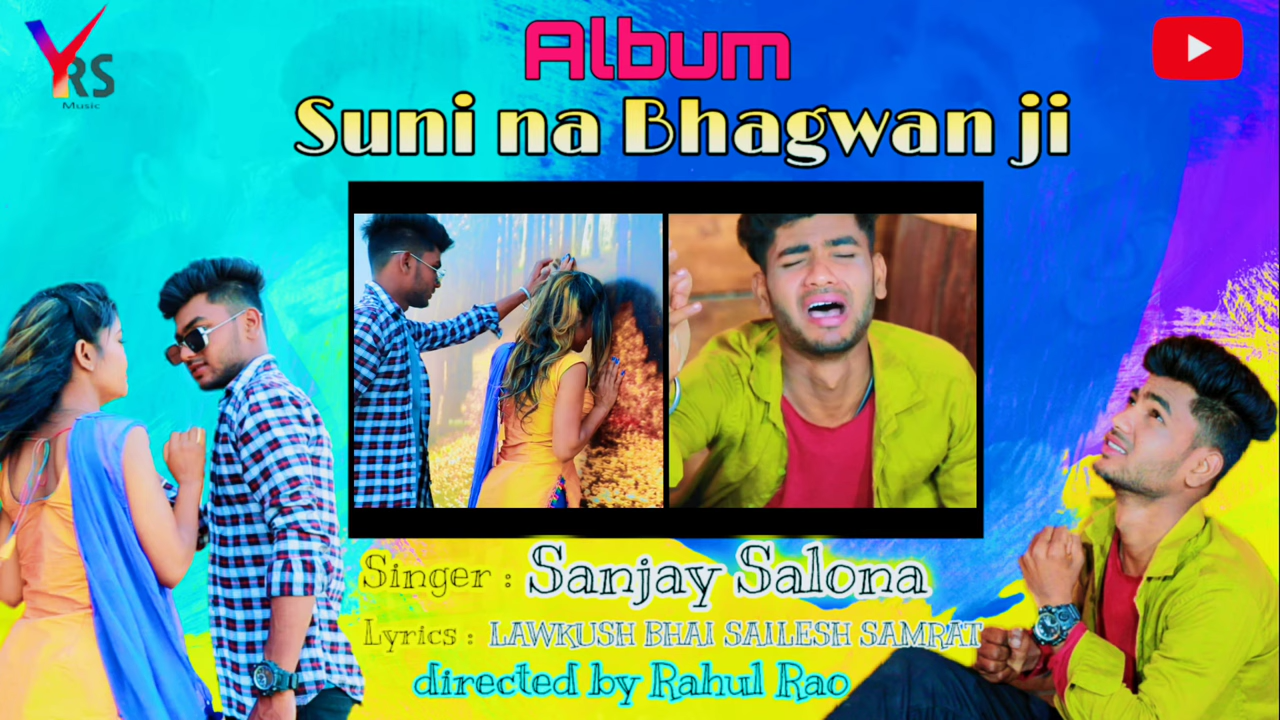 YRS
Music
Album
Suni na Bhagwan ji
Singer : Sanjay Salona
Lyrics : LAWKUSH BHAI SAILESH SAMRAT
directed by Rahul Rao